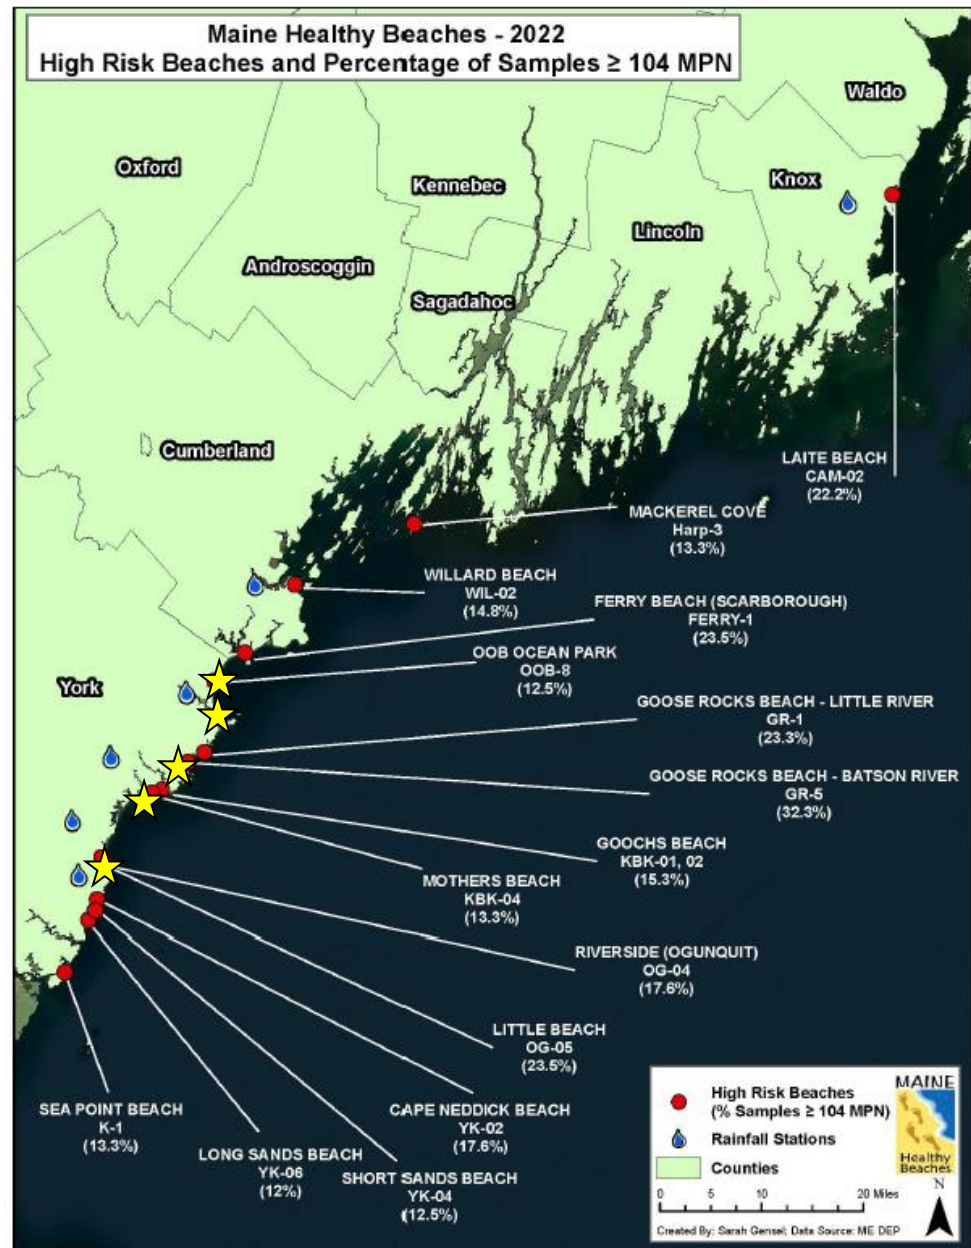 Maine Healthy Beaches - 2022
High Risk Beaches and Percentage of Samples ≥ 104 MPN
Waldo
Oxford
Kennebec
Knox
Lincoln
Androscoggin
Sagadahoc
Cumberland
LAITE BEACH
CAM-02
(22.2%)
MACKEREL COVE
Harp-3
(13.3%)
WILLARD BEACH
WIL-02
(14.8%)
FERRY BEACH (SCARBOROUGH)
FERRY-1
(23.5%)
OOB OCEAN PARK
OOB-8
(12.5%)
York
GOOSE ROCKS BEACH - LITTLE RIVER
GR-1
(23.3%)
GOOSE ROCKS BEACH - BATSON RIVER
GR-5
(32.3%)
GOOCHS BEACH
KBK-01, 02
(15.3%)
MOTHERS BEACH
KBK-04
(13.3%)
RIVERSIDE (OGUNQUIT)
OG-04
(17.6%)
LITTLE BEACH
OG-05
(23.5%)
CAPE NEDDICK BEACH
YK-02
(17.6%)
SEA POINT BEACH
K-1
(13.3%)
LONG SANDS BEACH
YK-06
(12%)
SHORT SANDS BEACH
YK-04
(12.5%)
High Risk Beaches
(% Samples ≥ 104 MPN)
Rainfall Stations
Counties
MAINE
Healthy
Beaches
N
0 5 10 20 Miles
Created By: Sarah Gensel; Data Source: ME DEP